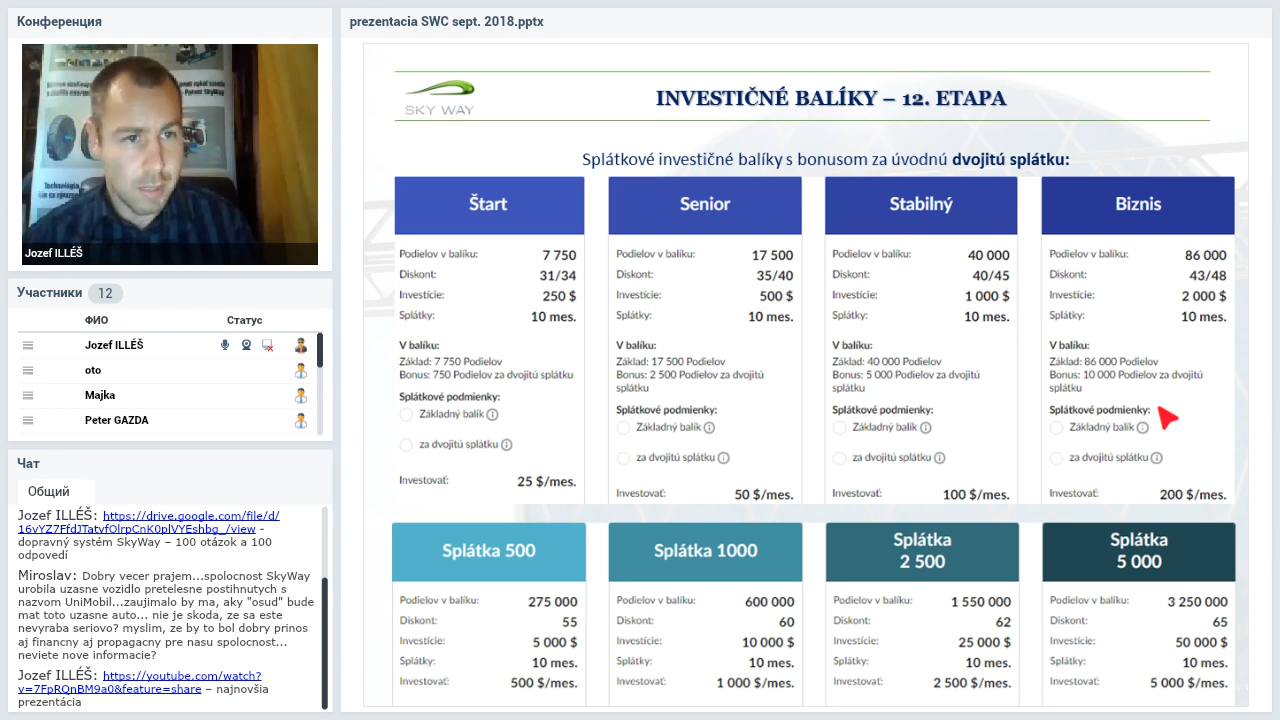 Конференция
Jozef ILLÉŠ
Участники 12
ФИО Статус
Jozef ILLÉŠ
oto
Majka
Peter GAZDA
Чат
Общий
Jozef ILLÉŠ: https://drive.google.com/file/d/
16vYZ7FfdJTatvfOlrpCnK0plVYEshbg_/view -
dopravný systém SkyWay – 100 otázok a 100
odpovedí
Miroslav: Dobry vecer prajem...spolocnost SkyWay
urobila uzasne vozidlo pretelesne postihnutych s
nazvom UniMobil...zaujimalo by ma, aky "osud" bude
mat toto uzasne auto... nie je skoda, ze sa este
nevyraba seriovo? myslim, ze by to bol dobry prinos
aj financny aj propagacny pre nasu spolocnost...
neviete nove informacie?
Jozef ILLÉŠ: https://youtube.com/watch?
v=7FpRQnBM9a0&feature=share – najnovšia
prezentácia
prezentacia SWC sept. 2018.pptx
SKY WAY
INVESTIČNÉ BALÍKY – 12. ETAPA
Splátkové investičné balíky s bonusom za úvodnú dvojitú splátku:
Štart
Podielov v balíku: 7 750
Diskont: 31/34
Investície: 250 $
Splátky: 10 mes.
V balíku:
Základ: 7 750 Podielov
Bonus: 750 Podielov za dvojitú splátku
Splátkové podmienky:
Základný balík
za dvojitú splátku
Investovať: 25 $/mes.
Senior
Podielov v balíku: 17 500
Diskont: 35/40
Investície: 500 $
Splátky: 10 mes.
V balíku:
Základ: 17 500 Podielov
Bonus: 2 500 Podielov za dvojitú
splátku
Splátkové podmienky:
Základný balík
za dvojitú splátku
Investovať: 50 $/mes.
Stabilný
Podielov v balíku: 40 000
Diskont: 40/45
Investície: 1 000 $
Splátky: 10 mes.
V balíku:
Základ: 40 000 Podielov
Bonus: 5 000 Podielov za dvojitú
splátku
Splátkové podmienky:
Základný balík
za dvojitú splátku
Investovať: 100 $/mes.
Biznis
Podielov v balíku: 86 000
Diskont: 43/48
Investície: 2 000 $
Splátky: 10 mes.
V balíku:
Základ: 86 000 Podielov
Bonus: 10 000 Podielov za dvojitú
splátku
Splátkové podmienky:
Základný balík
za dvojitú splátku
Investovať: 200 $/mes.
Splátka 500
Podielov v balíku: 275 000
Diskont: 55
Investície: 5 000 $
Splátky: 10 mes.
Investovať: 500 $/mes.
Splátka 1000
Podielov v balíku: 600 000
Diskont: 60
Investície: 10 000 $
Splátky: 10 mes.
Investovať: 1 000 $/mes.
Splátka
2 500
Podielov v balíku: 1 550 000
Diskont: 62
Investície: 25 000 $
Splátky: 10 mes.
Investovať: 2 500 $/mes.
Splátka
5 000
Podielov v balíku: 3 250 000
Diskont: 65
Investície: 50 000 $
Splátky: 10 mes.
Investovať: 5 000 $/mes.